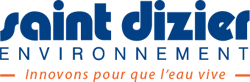 saint dizier
ENVIRONNEMENT
Innovons pour que l'eau vive